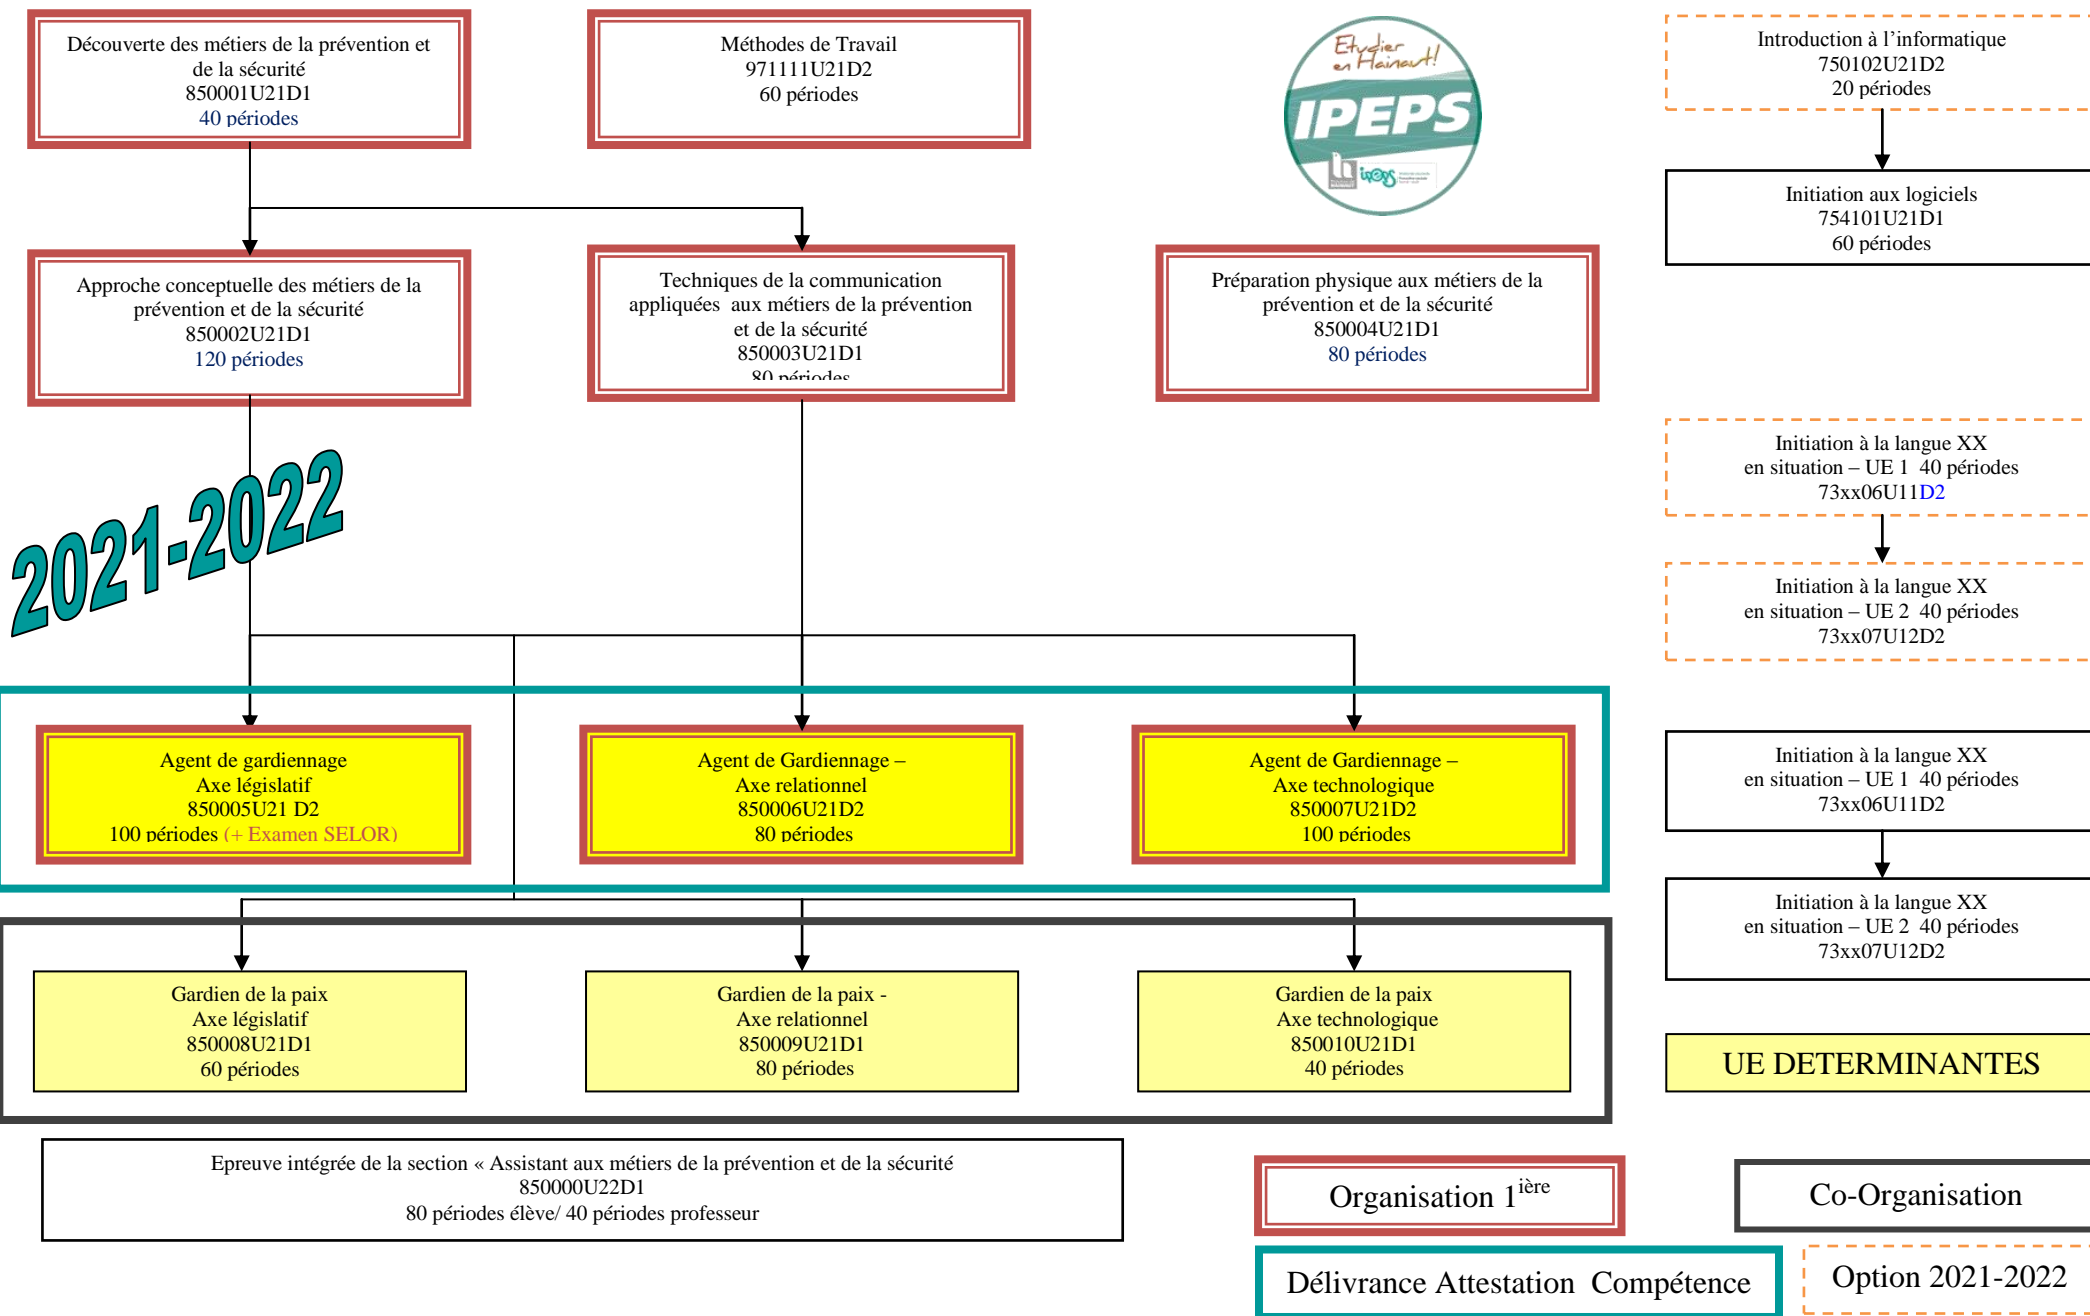 Découverte des métiers de la prévention et
de la sécurité
850001U21D1
40 périodes
Méthodes de Travail
971111U21D2
60 périodes
Etudier
en Hainaut!
IPEPS
ipeps
Introduction à l'informatique
750102U21D2
20 périodes
Initiation aux logiciels
754101U21D1
60 périodes
Approche conceptuelle des métiers de la
prévention et de la sécurité
850002U21D1
120 périodes
Techniques de la communication
appliquées aux métiers de la prévention
et de la sécurité
850003U21D1
80 périodes
Préparation physique aux métiers de la
prévention et de la sécurité
850004U21D1
80 périodes
Initiation à la langue XX
en situation – UE 1 40 périodes
73xx06U11D2
2021-2022
Initiation à la langue XX
en situation – UE 2 40 périodes
73xx07U12D2
Agent de gardiennage
Axe législatif
850005U21 D2
100 périodes (+ Examen SELOR)
Agent de Gardiennage –
Axe relationnel
850006U21D2
80 périodes
Agent de Gardiennage –
Axe technologique
850007U21D2
100 périodes
Initiation à la langue XX
en situation – UE 1 40 périodes
73xx06U11D2
Initiation à la langue XX
en situation – UE 2 40 périodes
73xx07U12D2
Gardien de la paix
Axe législatif
850008U21D1
60 périodes
Gardien de la paix -
Axe relationnel
850009U21D1
80 périodes
Gardien de la paix
Axe technologique
850010U21D1
40 périodes
UE DETERMINANTES
Epreuve intégrée de la section « Assistant aux métiers de la prévention et de la sécurité
850000U22D1
80 périodes élève/ 40 périodes professeur
Organisation 1ière
Co-Organisation
Délivrance Attestation Compétence
Option 2021-2022